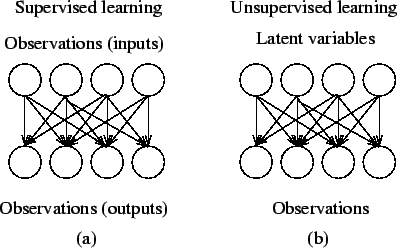 Supervised learning
Observations (inputs)
Observations (outputs)
(a)
Unsupervised learning
Latent variables
Observations
(b)